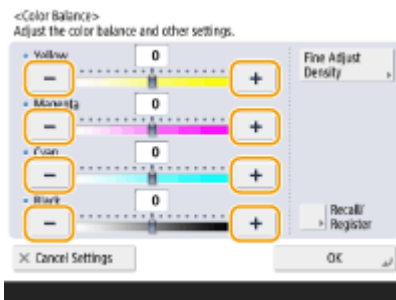 <Color Balance>
Adjust the color balance and other settings.
Yellow
0
Fine Adjust
Density
− +
Magenta
0
− +
Cyan
0
− +
Black
0
− +
Recall/
Register
× Cancel Settings
OK